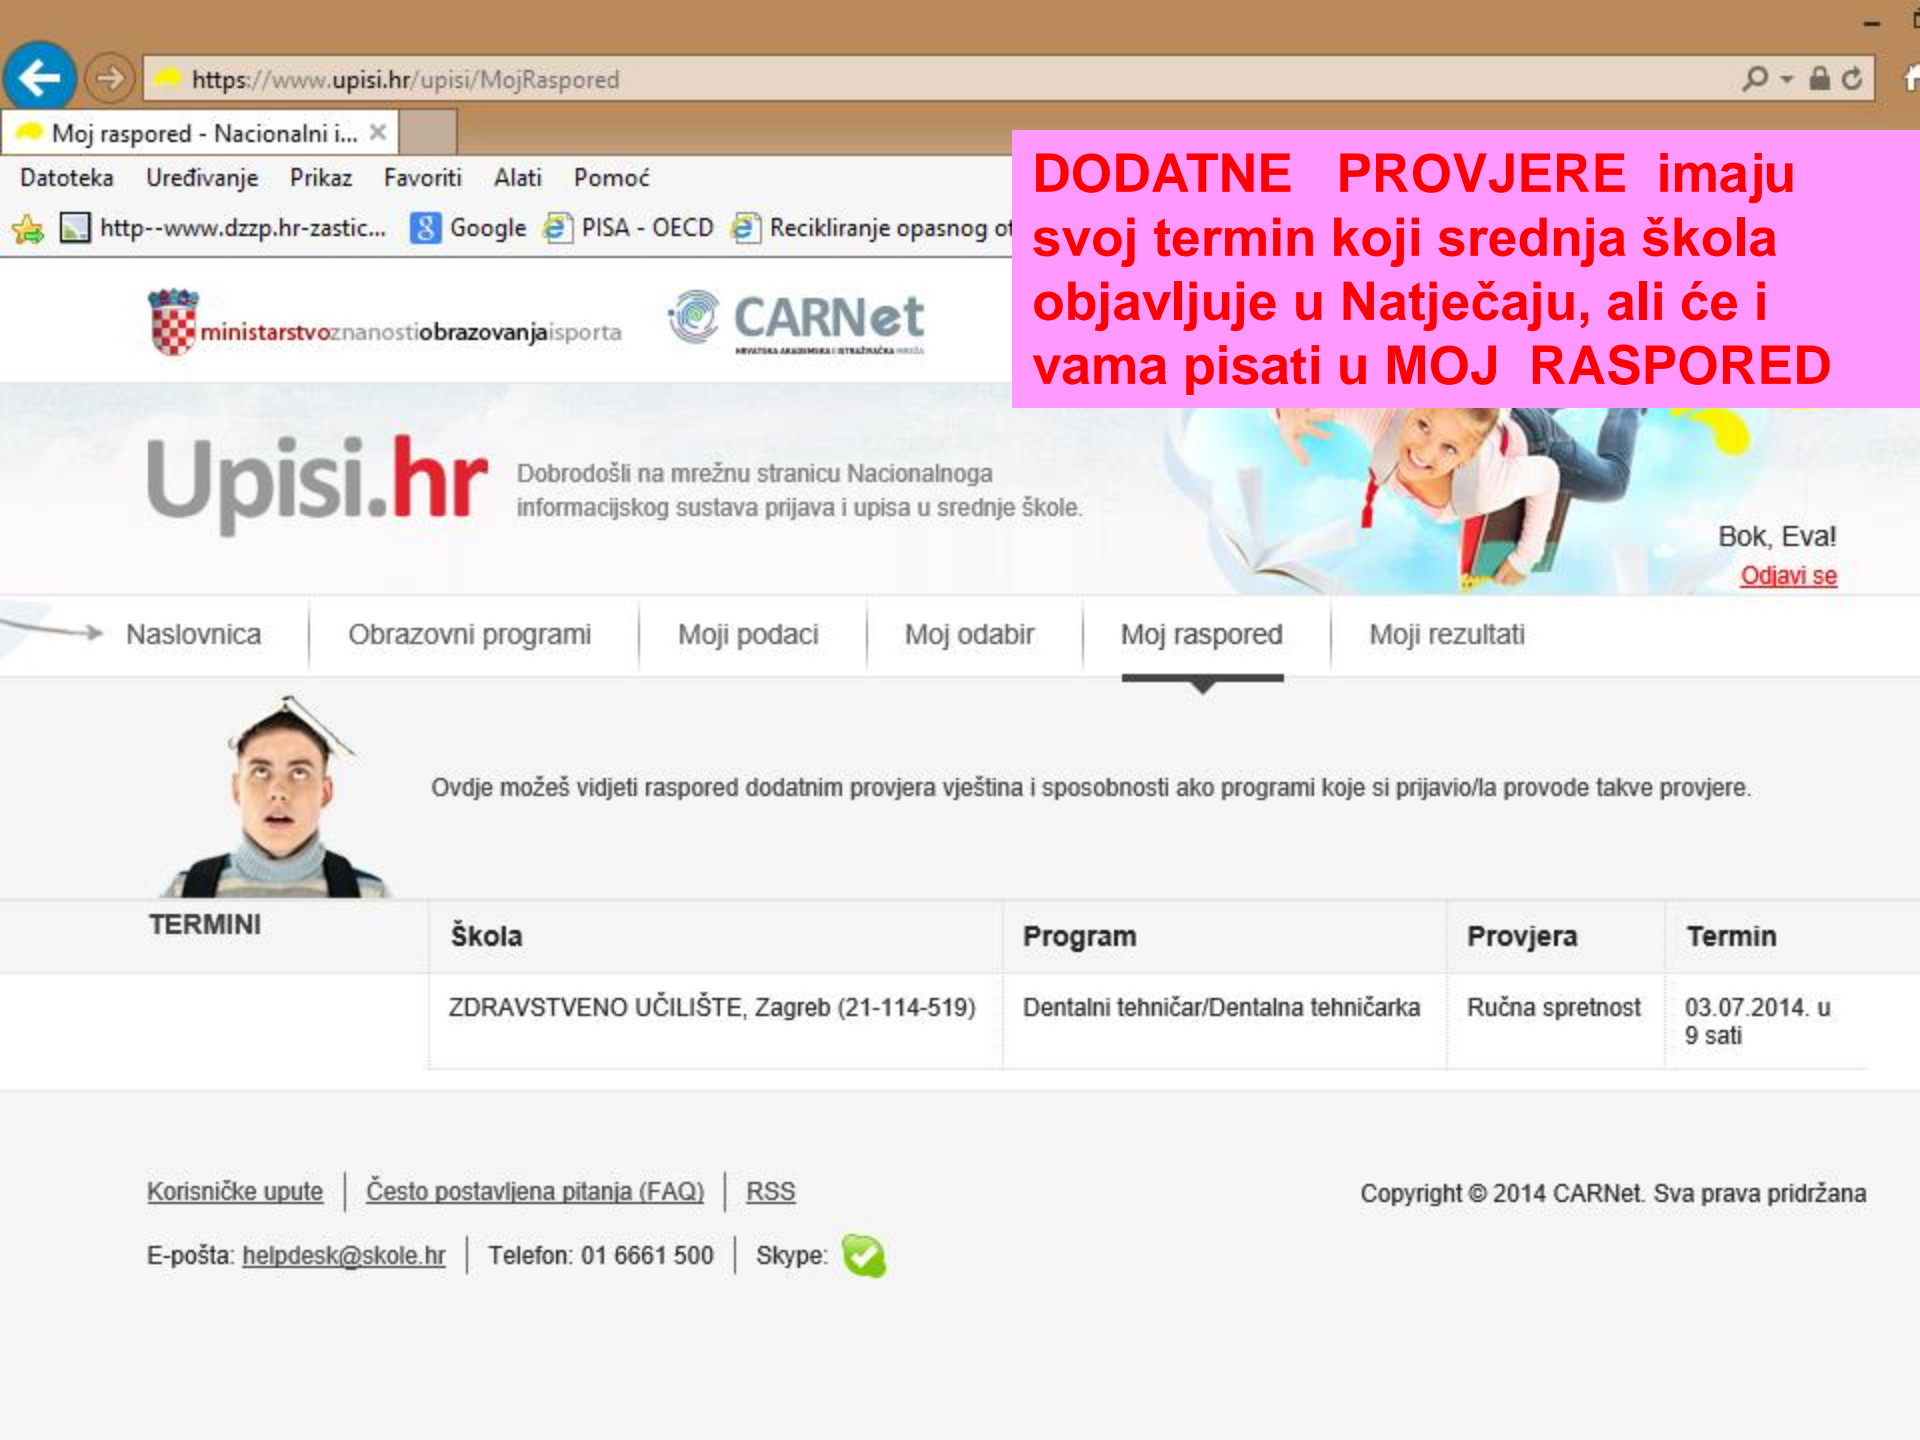 https://www.upisi.hr/upisi/MojRaspored
Moj raspored - Nacionalni i...
Datoteka Uređivanje Prikaz Favoriti Alati Pomoć
http--www.dzzp.hr-zastic... Google PISA - OECD Recikliranje opasnog ot
DODATNE PROVJERE imaju
svoj termin koji srednja škola
objavljuje u Natječaju, ali će i
vama pisati u MOJ RASPORED
ministarstvoznanostiobrazovanjaisporta
CARNet
HRVATSKA AKADEMSKA I ISTRAŽIVAČKA MREŽA
Upisi.hr
Dobrodošli na mrežnu stranicu Nacionalnoga
informacijskog sustava prijava i upisa u srednje škole.
Bok, Eva!
Odjavi se
Naslovnica Obrazovni programi Moji podaci Moj odabir Moj raspored Moji rezultati
Ovdje možeš vidjeti raspored dodatnim provjera vještina i sposobnosti ako programi koje si prijavio/la provode takve provjere.
TERMINI Škola Program Provjera Termin
ZDRAVSTVENO UČILIŠTE, Zagreb (21-114-519) Dentalni tehničar/Dentalna tehničarka Ručna spretnost 03.07.2014. u
9 sati
Korisničke upute Često postavljena pitanja (FAQ) RSS
Copyright © 2014 CARNet. Sva prava pridržana
E-pošta: helpdesk@skole.hr Telefon: 01 6661 500 Skype: